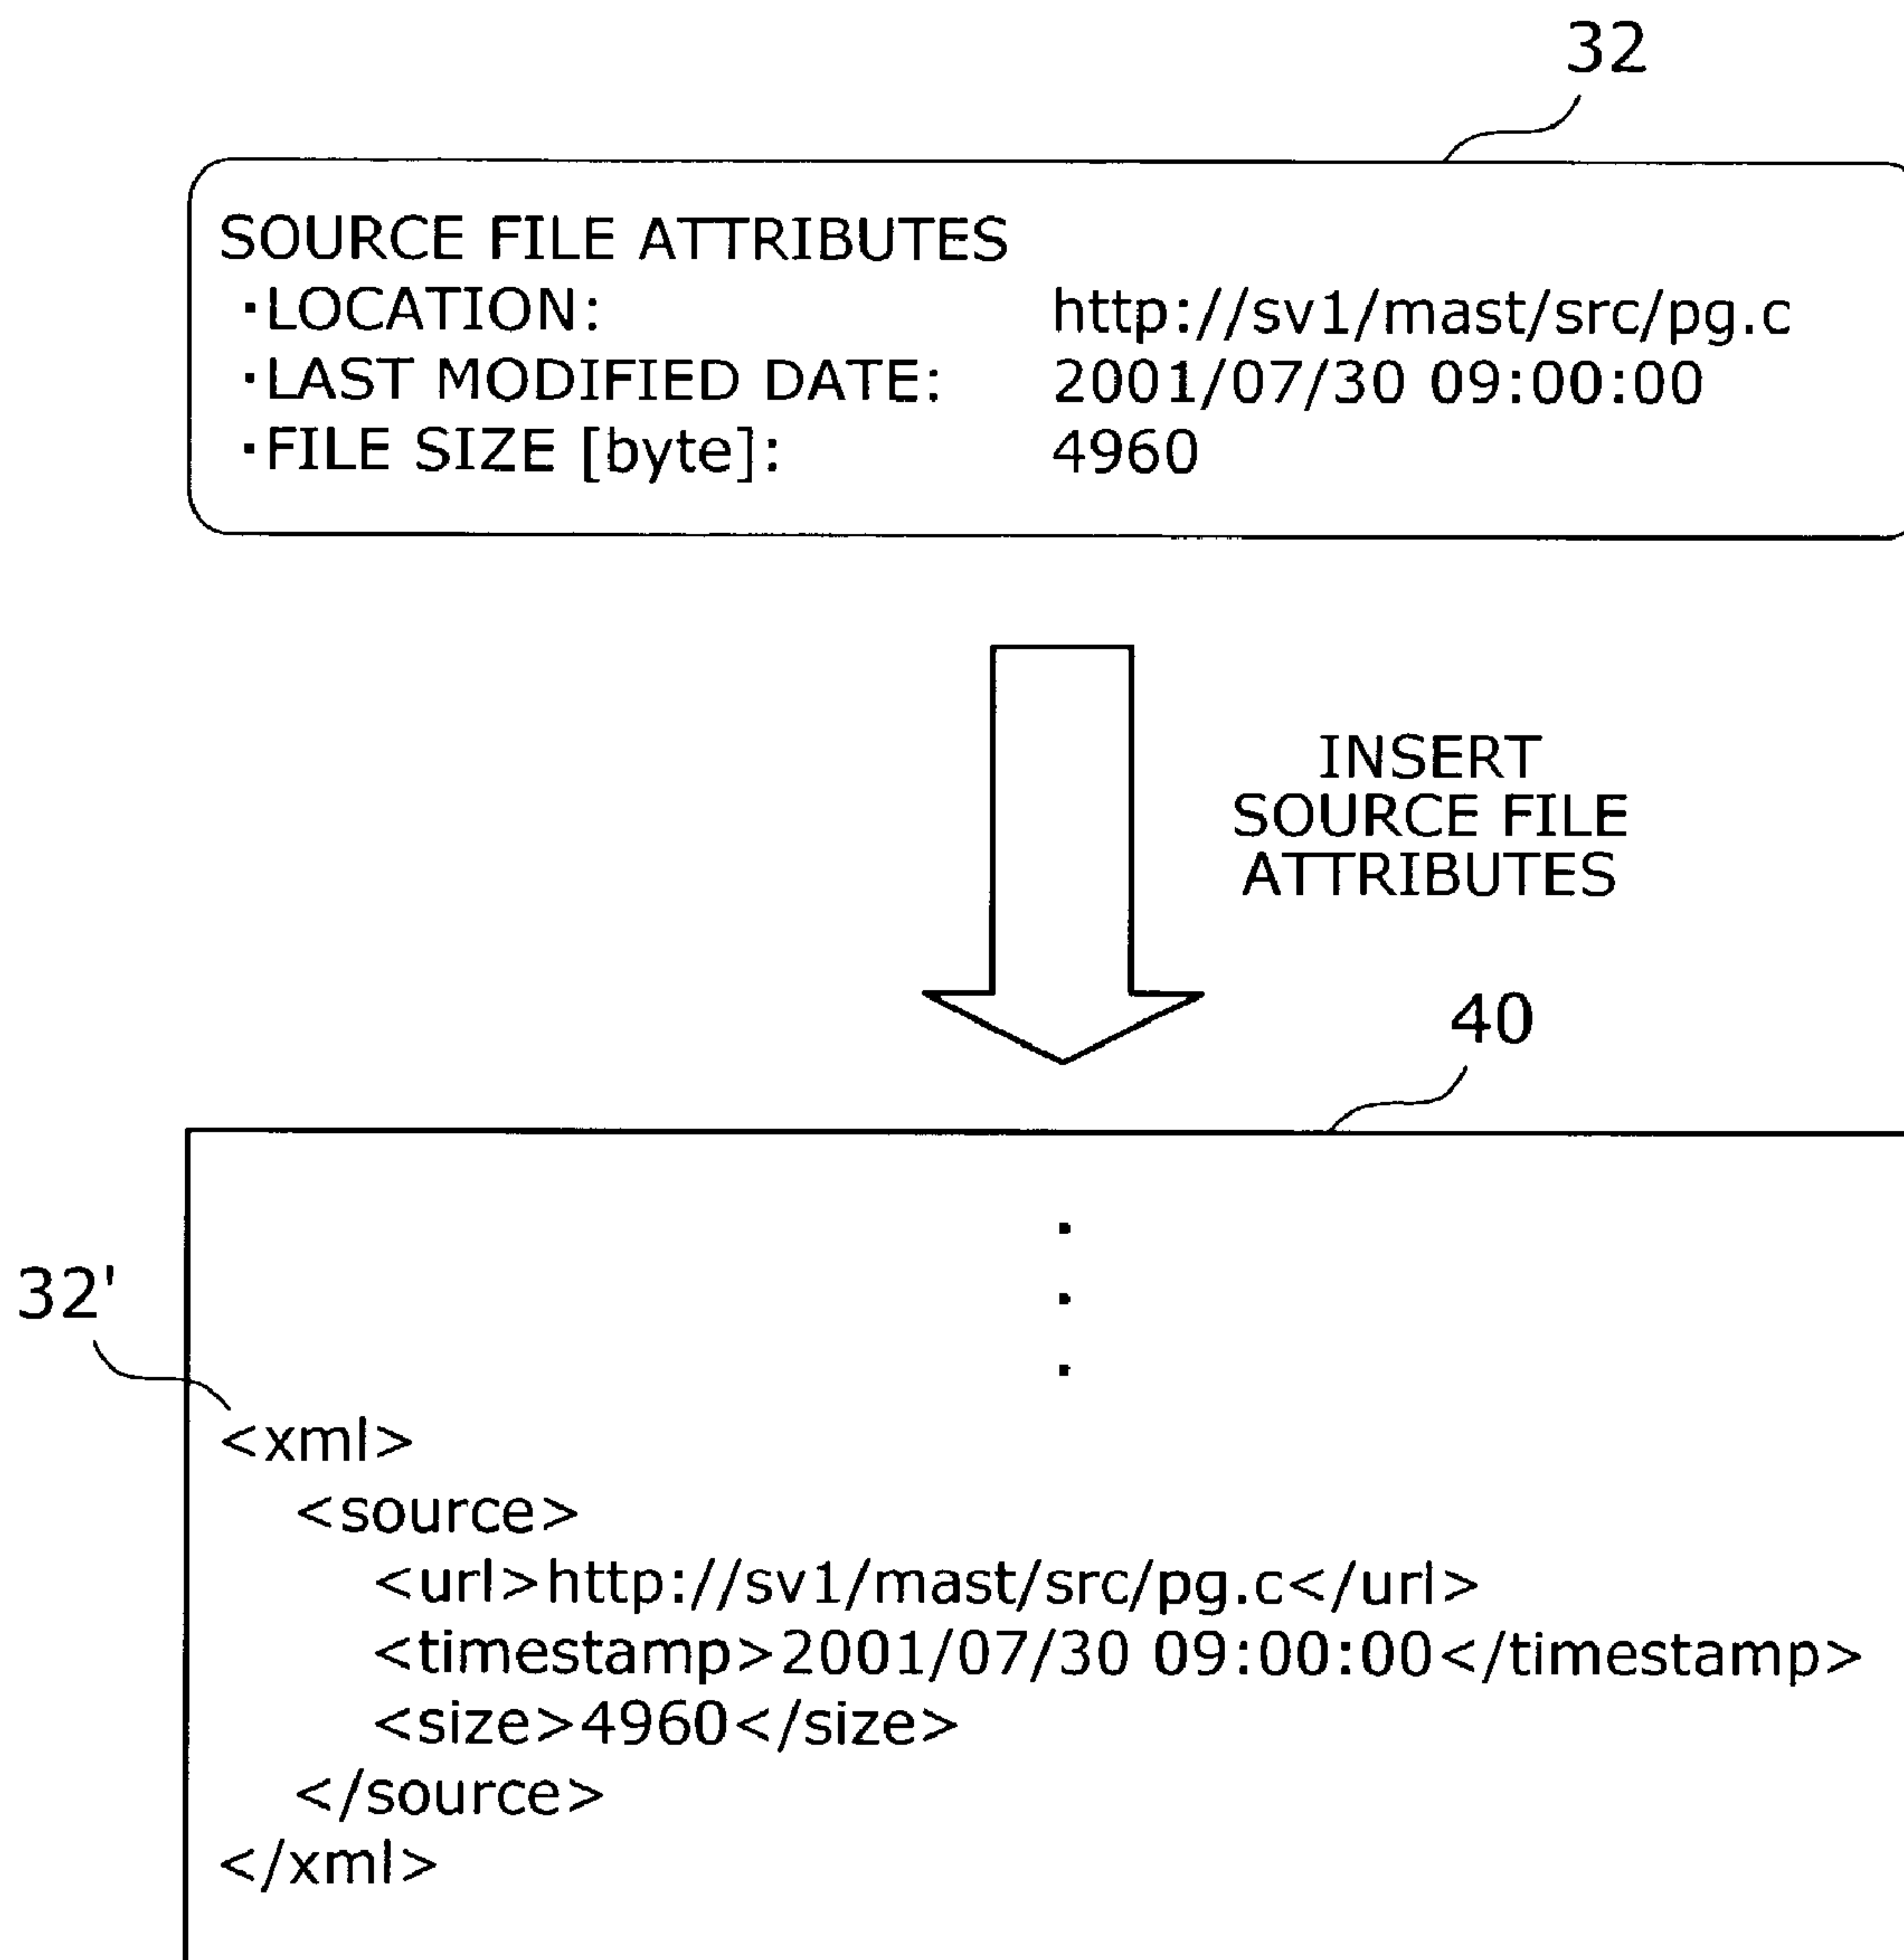 32
SOURCE FILE ATTRIBUTES
·LOCATION: http://sv1/mast/src/pg.c
·LAST MODIFIED DATE: 2001/07/30 09:00:00
·FILE SIZE [byte]: 4960
INSERT
SOURCE FILE
ATTRIBUTES
40
.
.
.
32'
<xml>
<source>
<url>http://sv1/mast/src/pg.c</url>
<timestamp>2001/07/30 09:00:00</timestamp>
<size>4960</size>
</source>
</xml>